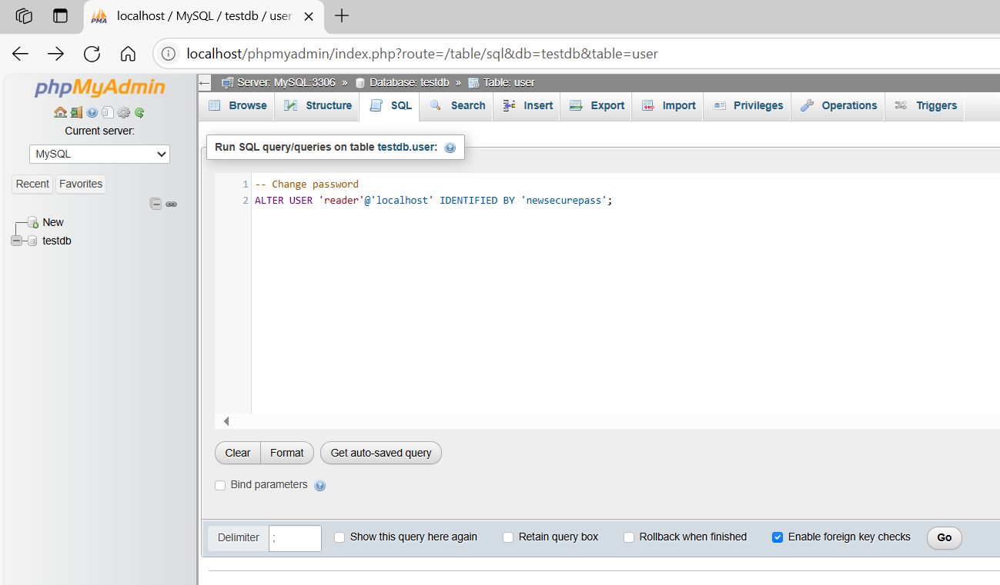 localhost / MySQL / testdb / user
localhost/phpmyadmin/index.php?route=/table/sql&db=testdb&table=user
phpMyAdmin
Current server:
MySQL
Recent Favorites
New
testdb
Server: MySQL:3306 » Database: testdb » Table: user
Browse Structure SQL Search Insert Export Import Privileges Operations Triggers
Run SQL query/queries on table testdb.user:
1 -- Change password
2 ALTER USER 'reader'@'localhost' IDENTIFIED BY 'newsecurepass';
Clear Format Get auto-saved query
Bind parameters
Delimiter ; Show this query here again Retain query box Rollback when finished Enable foreign key checks Go